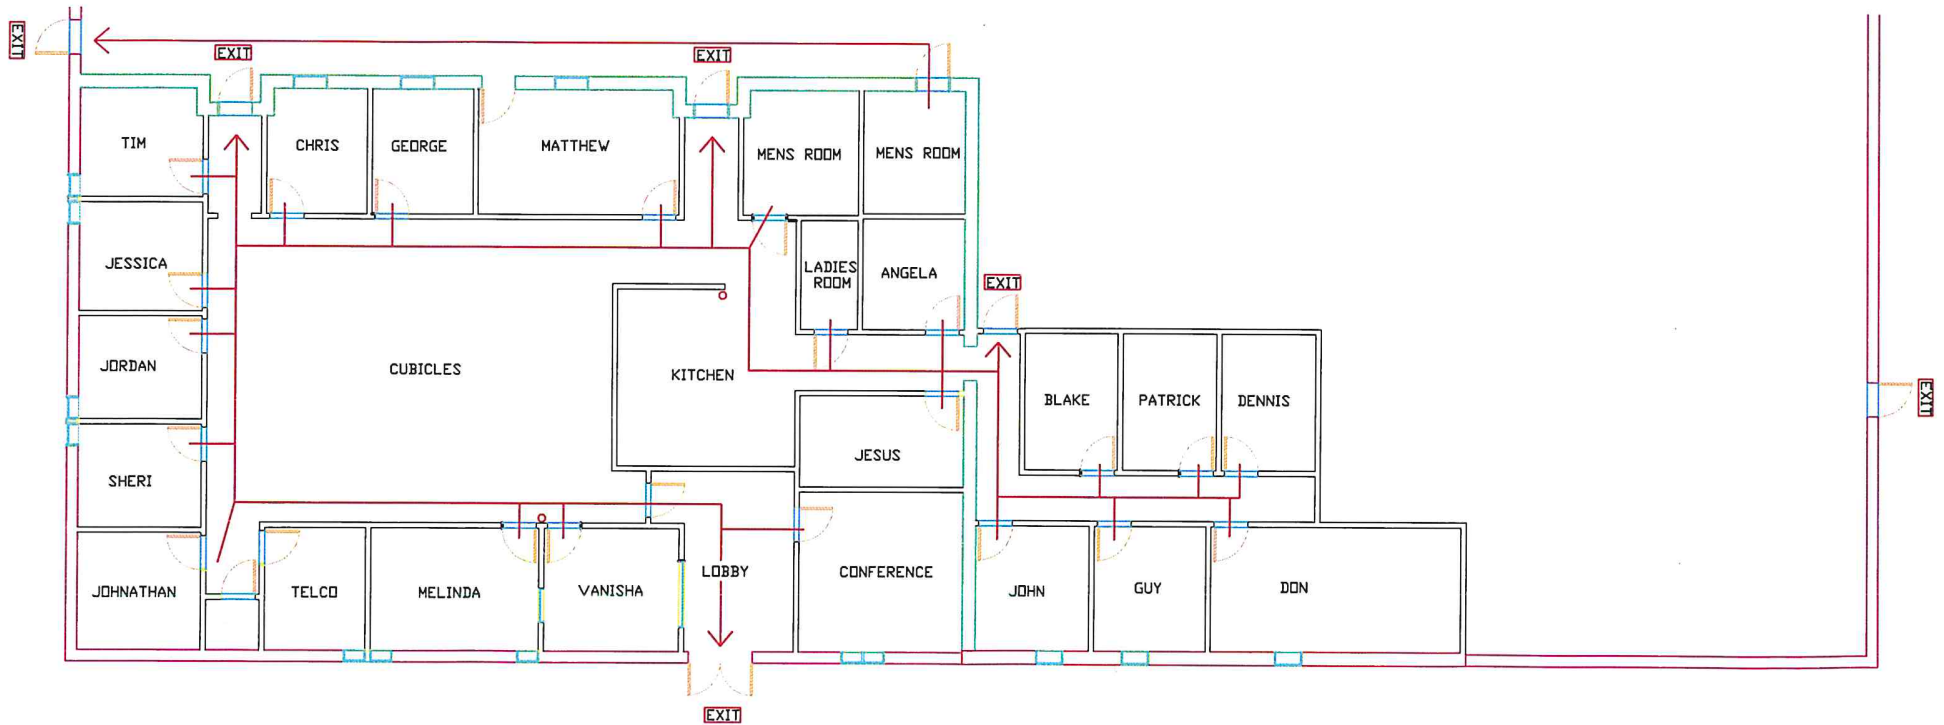 EXIT
EXIT
EXIT
TIM
CHRIS
GEORGE
MATTHEW
MENS ROOM
MENS ROOM
JESSICA
LADIES
ROOM
ANGELA
EXIT
JORDAN
CUBICLES
KITCHEN
BLAKE
PATRICK
DENNIS
EXIT
SHERI
JESUS
JOHNATHAN
TELCO
MELINDA
VANISHA
LOBBY
CONFERENCE
JOHN
GUY
DON
EXIT